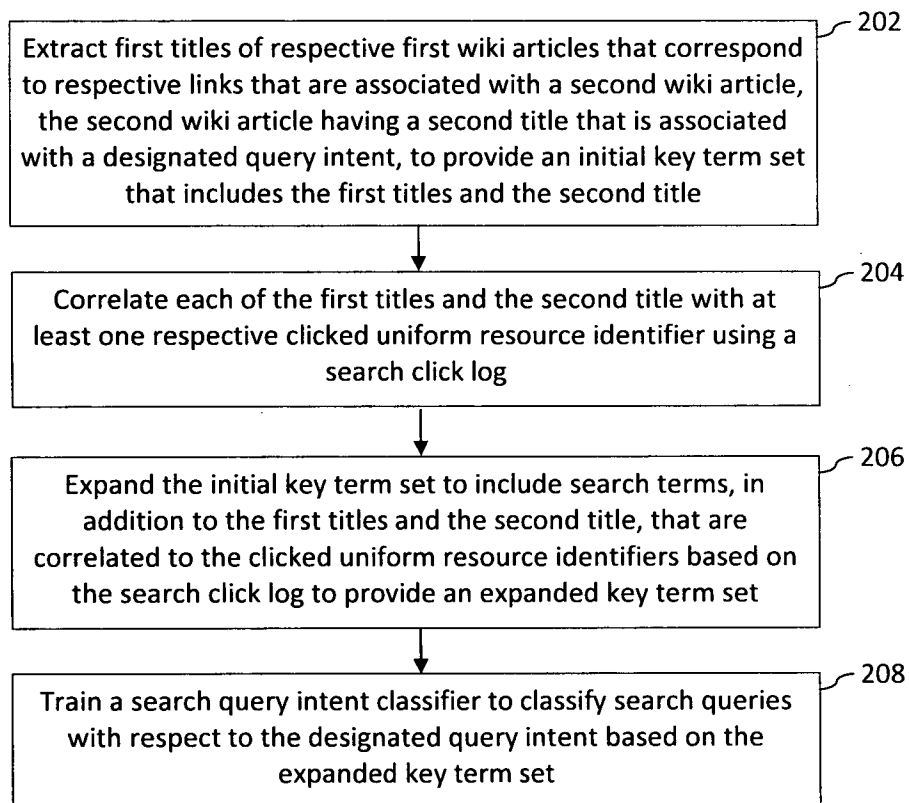 202
Extract first titles of respective first wiki articles that correspond
to respective links that are associated with a second wiki article,
the second wiki article having a second title that is associated
with a designated query intent, to provide an initial key term set
that includes the first titles and the second title
204
Correlate each of the first titles and the second title with at
least one respective clicked uniform resource identifier using a
search click log
206
Expand the initial key term set to include search terms, in
addition to the first titles and the second title, that are
correlated to the clicked uniform resource identifiers based on
the search click log to provide an expanded key term set
208
Train a search query intent classifier to classify search queries
with respect to the designated query intent based on the
expanded key term set